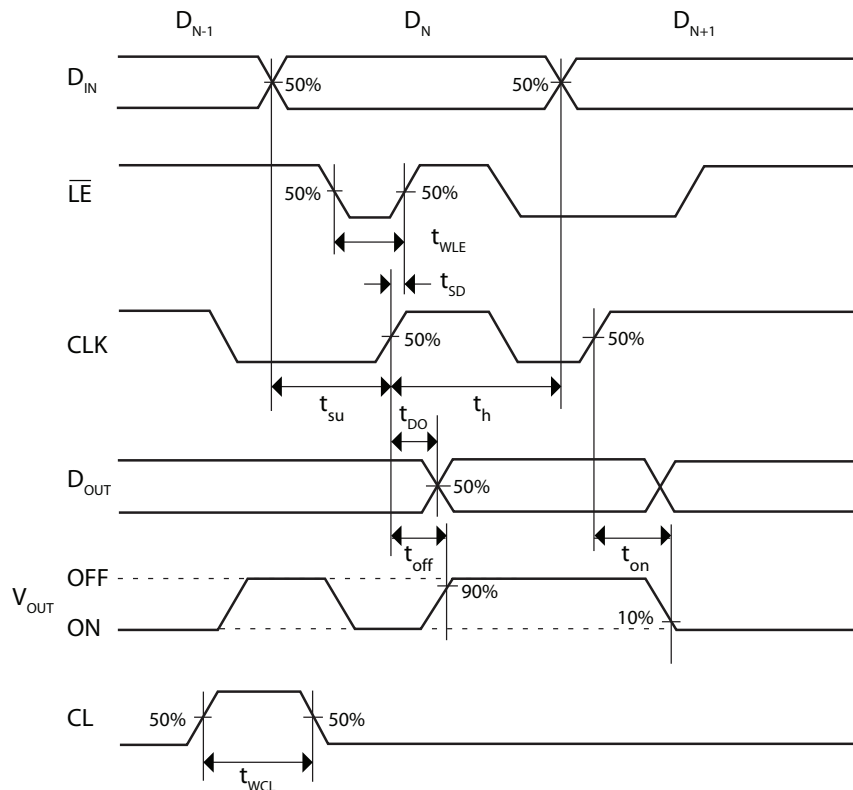 D_N-1 D_N D_N+1
D_IN 50% 50%
L̅E̅ 50% 50%
t_WLE
t_SD
CLK 50% 50%
t_su t_h
t_DO
D_OUT 50%
t_off t_on
V_OUT OFF 90%
ON 10%
CL 50% 50%
t_WCL